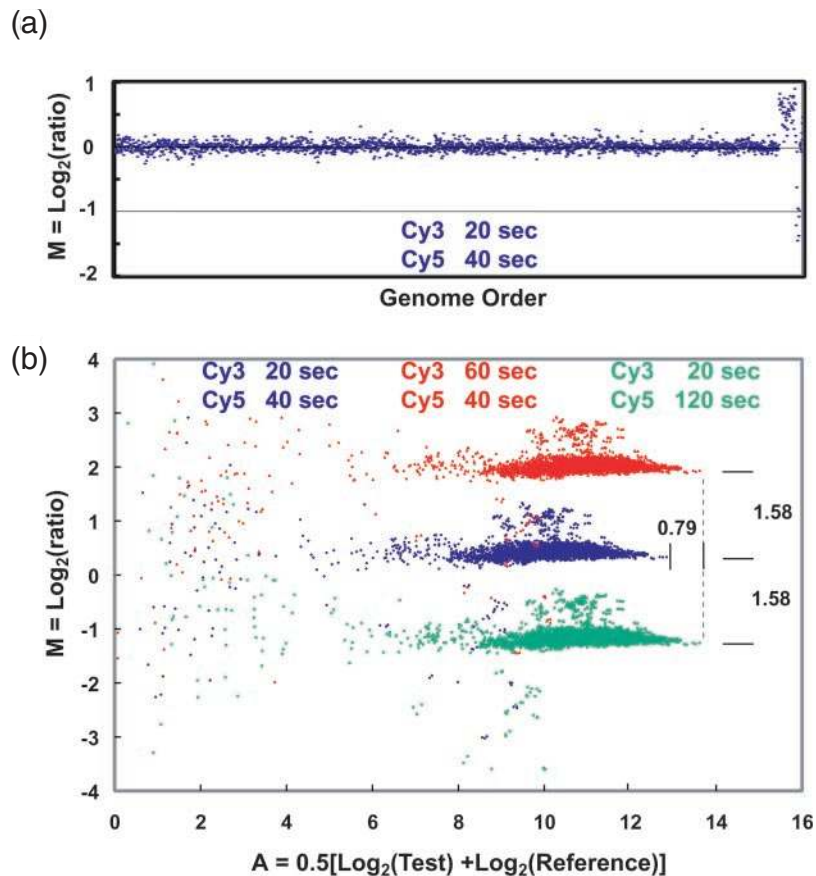 (a)
M = Log2(ratio)
1
0
-1
-2
Cy3 20 sec
Cy5 40 sec
Genome Order
(b)
M = Log2(ratio)
4
3
2
1
0
-1
-2
-3
-4
Cy3 20 sec Cy3 60 sec Cy3 20 sec
Cy5 40 sec Cy5 40 sec Cy5 120 sec
0.79
1.58
1.58
0 2 4 6 8 10 12 14 16
A = 0.5[Log2(Test) +Log2(Reference)]